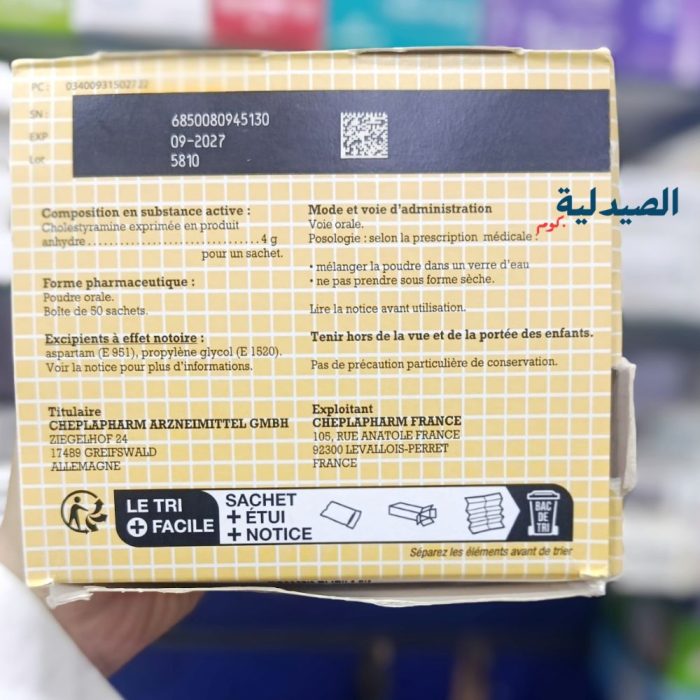 PC : 03400931502727
SN :
6850080945130
EXP
09-2027
Lot
5810
الصيدلية
.كوم
Composition en substance active :
Cholestyramine exprimée en produit
anhydre..............................4 g
pour un sachet.
Forme pharmaceutique :
Poudre orale.
Boîte de 50 sachets.
Excipients à effet notoire :
aspartam (E 951), propylène glycol (E 1520).
Voir la notice pour plus d'informations.
Mode et voie d'administration
Voie orale.
Posologie : selon la prescription médicale :
• mélanger la poudre dans un verre d'eau
• ne pas prendre sous forme sèche.
Lire la notice avant utilisation.
Tenir hors de la vue et de la portée des enfants.
Pas de précaution particulière de conservation.
Titulaire
CHEPLAPHARM ARZNEIMITTEL GMBH
ZIEGELHOF 24
17489 GREIFSWALD
ALLEMAGNE
Exploitant
CHEPLAPHARM FRANCE
105, RUE ANATOLE FRANCE
92300 LEVALLOIS-PERRET
FRANCE
LE TRI
+ FACILE
SACHET
+ ÉTUI
+ NOTICE
BAC
DE
TRI
Séparez les éléments avant de trier